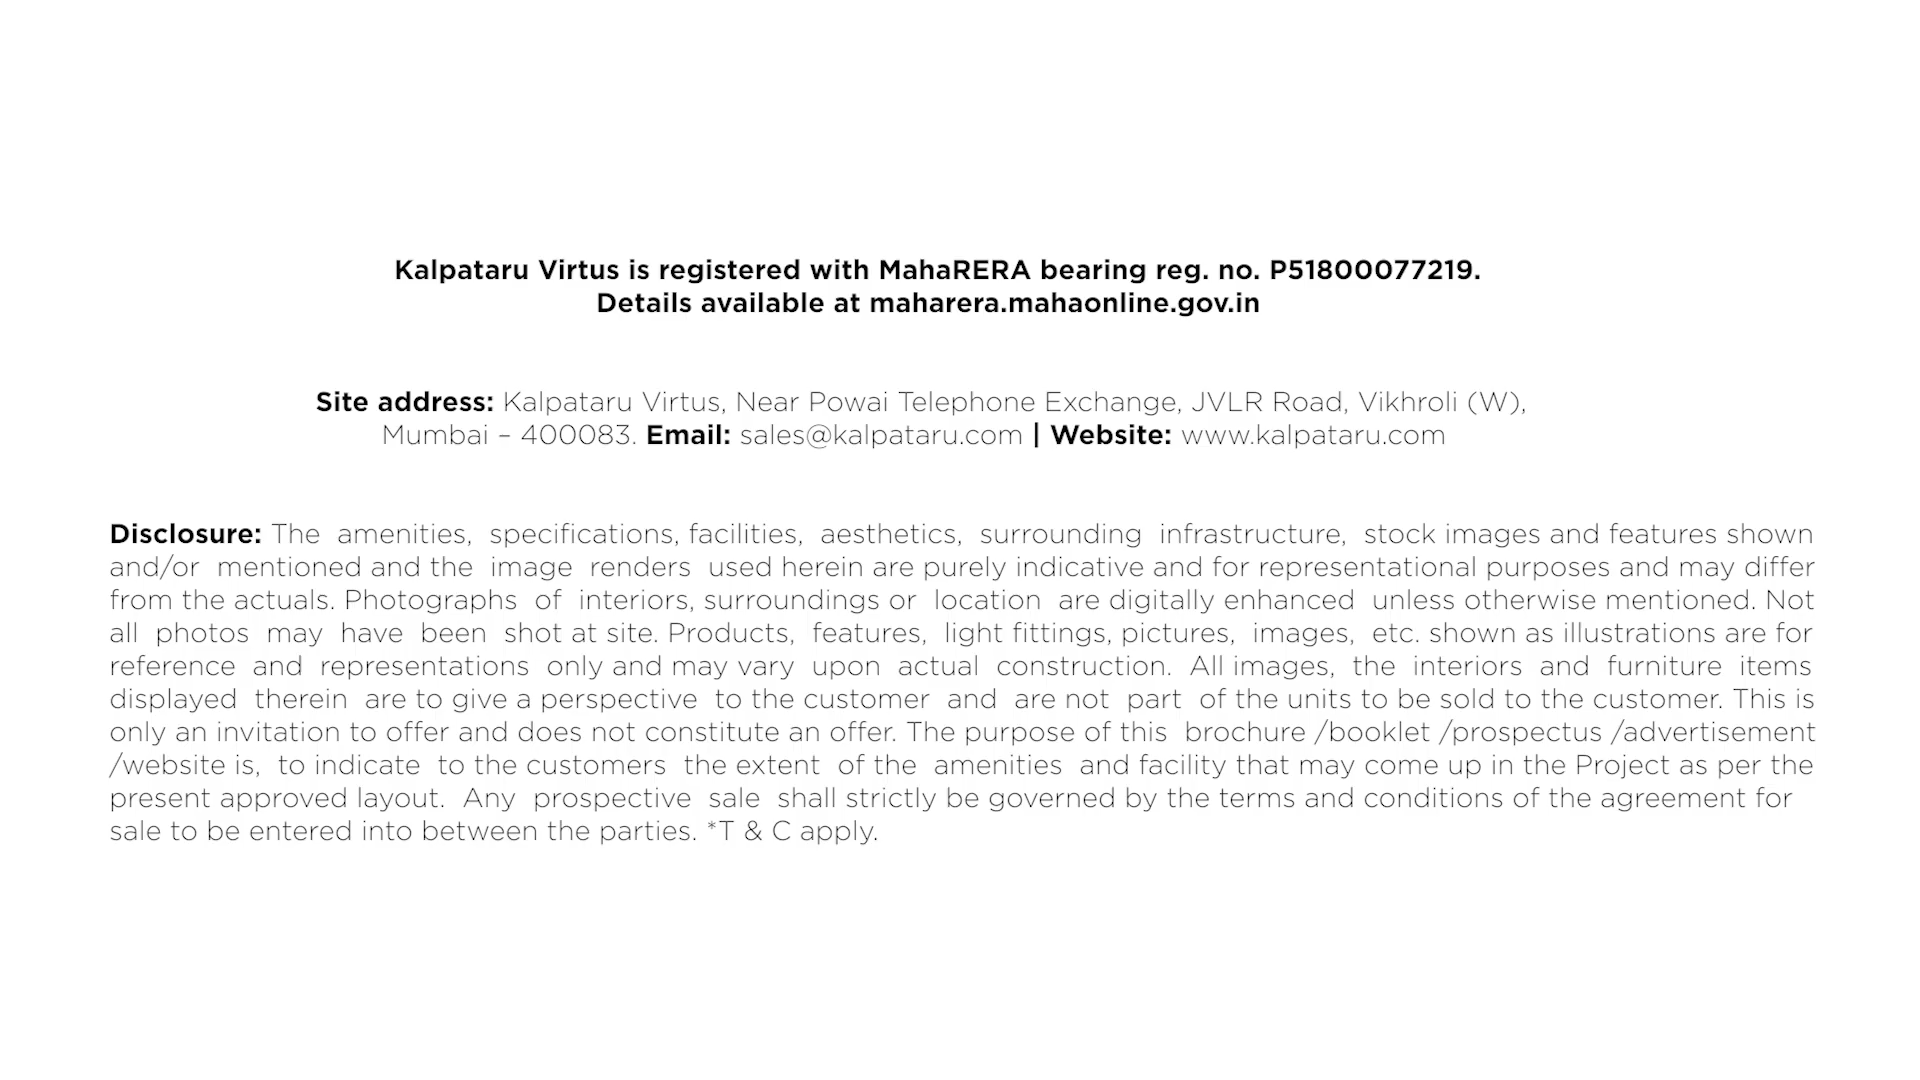 Kalpataru Virtus is registered with MahaRERA bearing reg. no. P51800077219.
Details available at maharera.mahaonline.gov.in
Site address: Kalpataru Virtus, Near Powai Telephone Exchange, JVLR Road, Vikhroli (W),
Mumbai – 400083. Email: sales@kalpataru.com | Website: www.kalpataru.com
Disclosure: The amenities, specifications, facilities, aesthetics, surrounding infrastructure, stock images and features shown
and/or mentioned and the image renders used herein are purely indicative and for representational purposes and may differ
from the actuals. Photographs of interiors, surroundings or location are digitally enhanced unless otherwise mentioned. Not
all photos may have been shot at site. Products, features, light fittings, pictures, images, etc. shown as illustrations are for
reference and representations only and may vary upon actual construction. All images, the interiors and furniture items
displayed therein are to give a perspective to the customer and are not part of the units to be sold to the customer. This is
only an invitation to offer and does not constitute an offer. The purpose of this brochure /booklet /prospectus /advertisement
/website is, to indicate to the customers the extent of the amenities and facility that may come up in the Project as per the
present approved layout. Any prospective sale shall strictly be governed by the terms and conditions of the agreement for
sale to be entered into between the parties. *T & C apply.